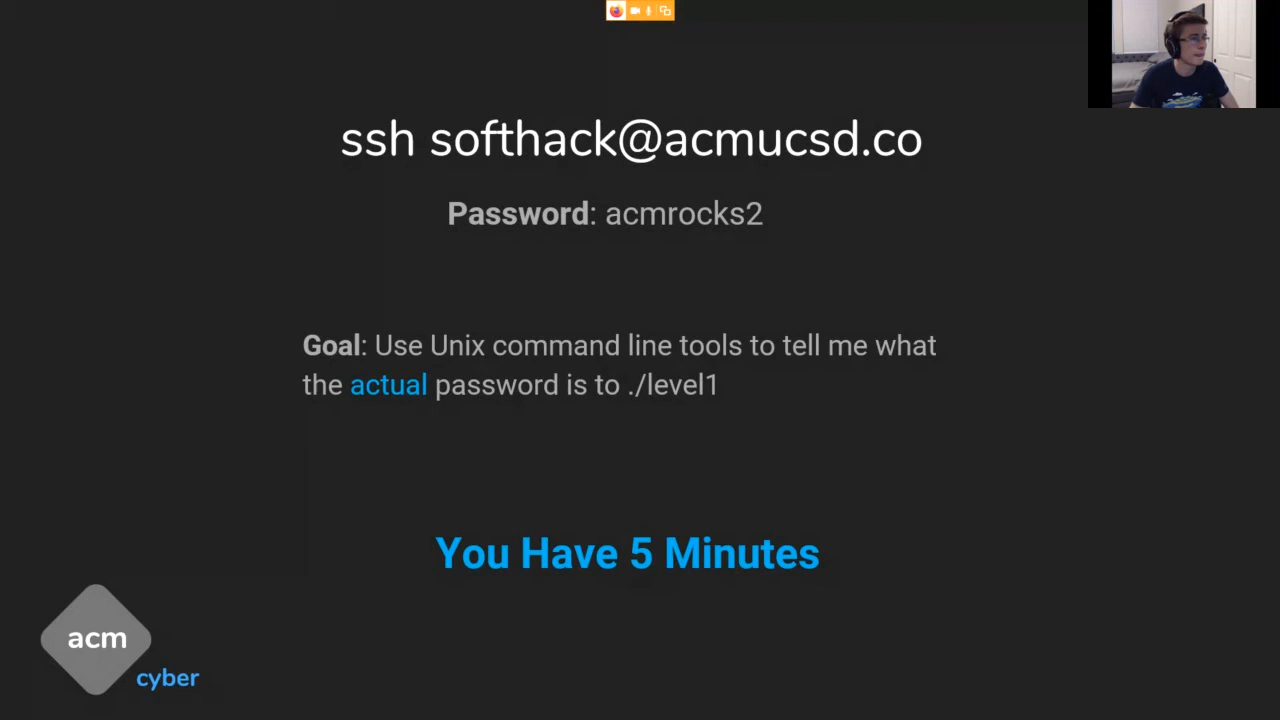 ssh softhack@acmucsd.co
Password: acmrocks2
Goal: Use Unix command line tools to tell me what
the actual password is to ./level1
You Have 5 Minutes
acm
cyber